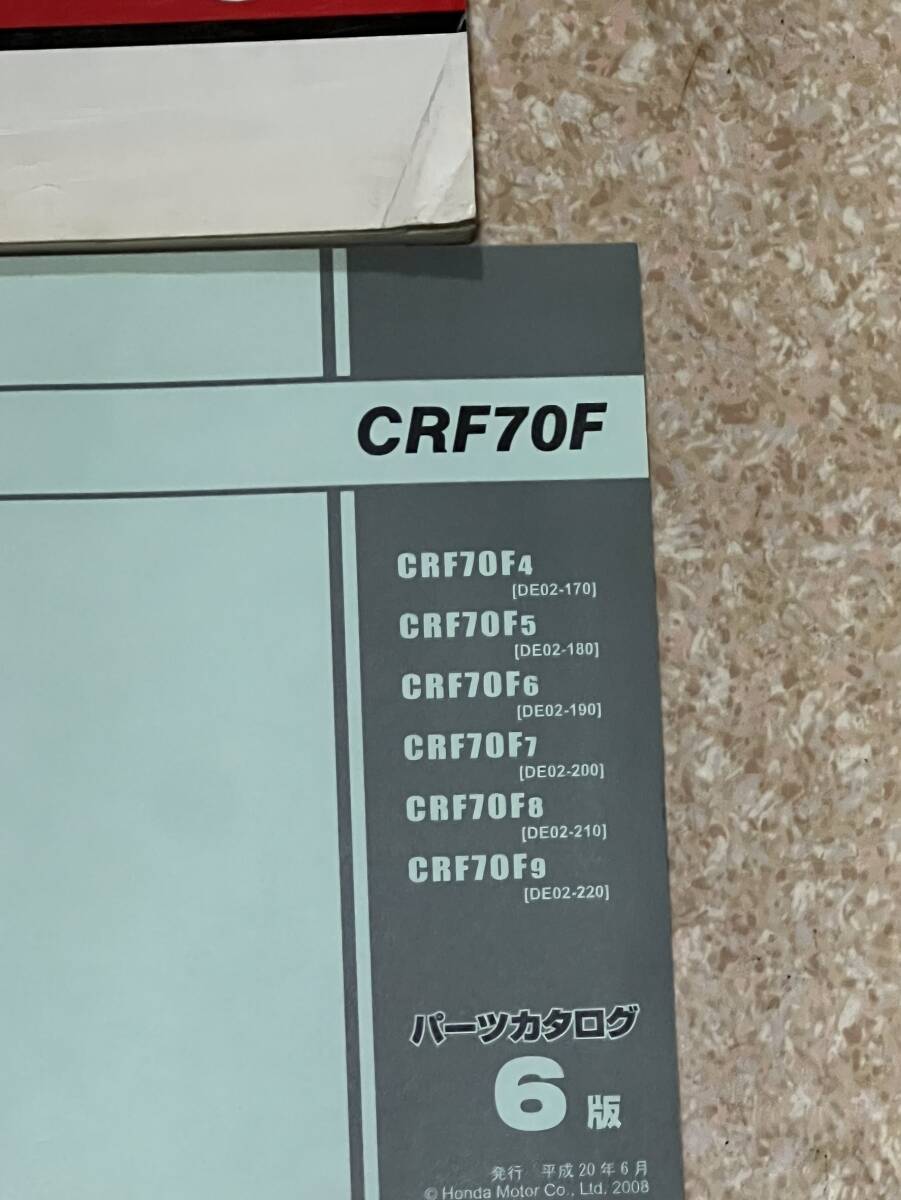 CRF70F
CRF70F4
[DE02-170]
CRF70F5
[DE02-180]
CRF70F6
[DE02-190]
CRF70F7
[DE02-200]
CRF70F8
[DE02-210]
CRF70F9
[DE02-220]
パーツカタログ
6 版
発行 平成20年6月
© Honda Motor Co., Ltd. 2008